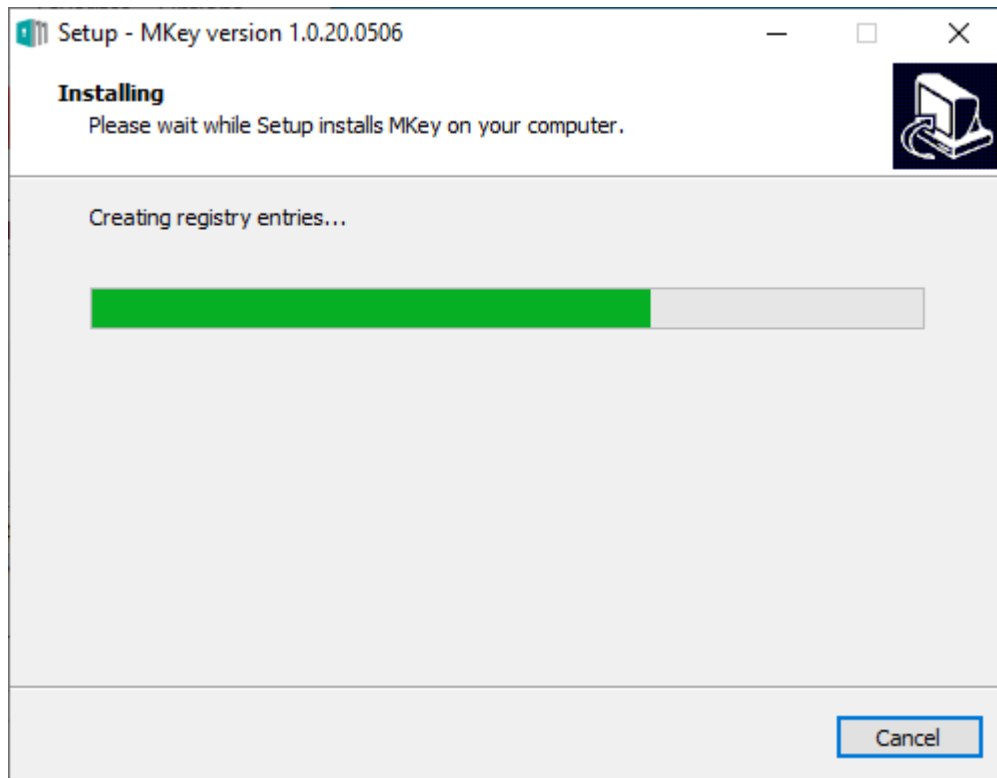 Setup - MKey version 1.0.20.0506
Installing
Please wait while Setup installs MKey on your computer.
Creating registry entries...
Cancel